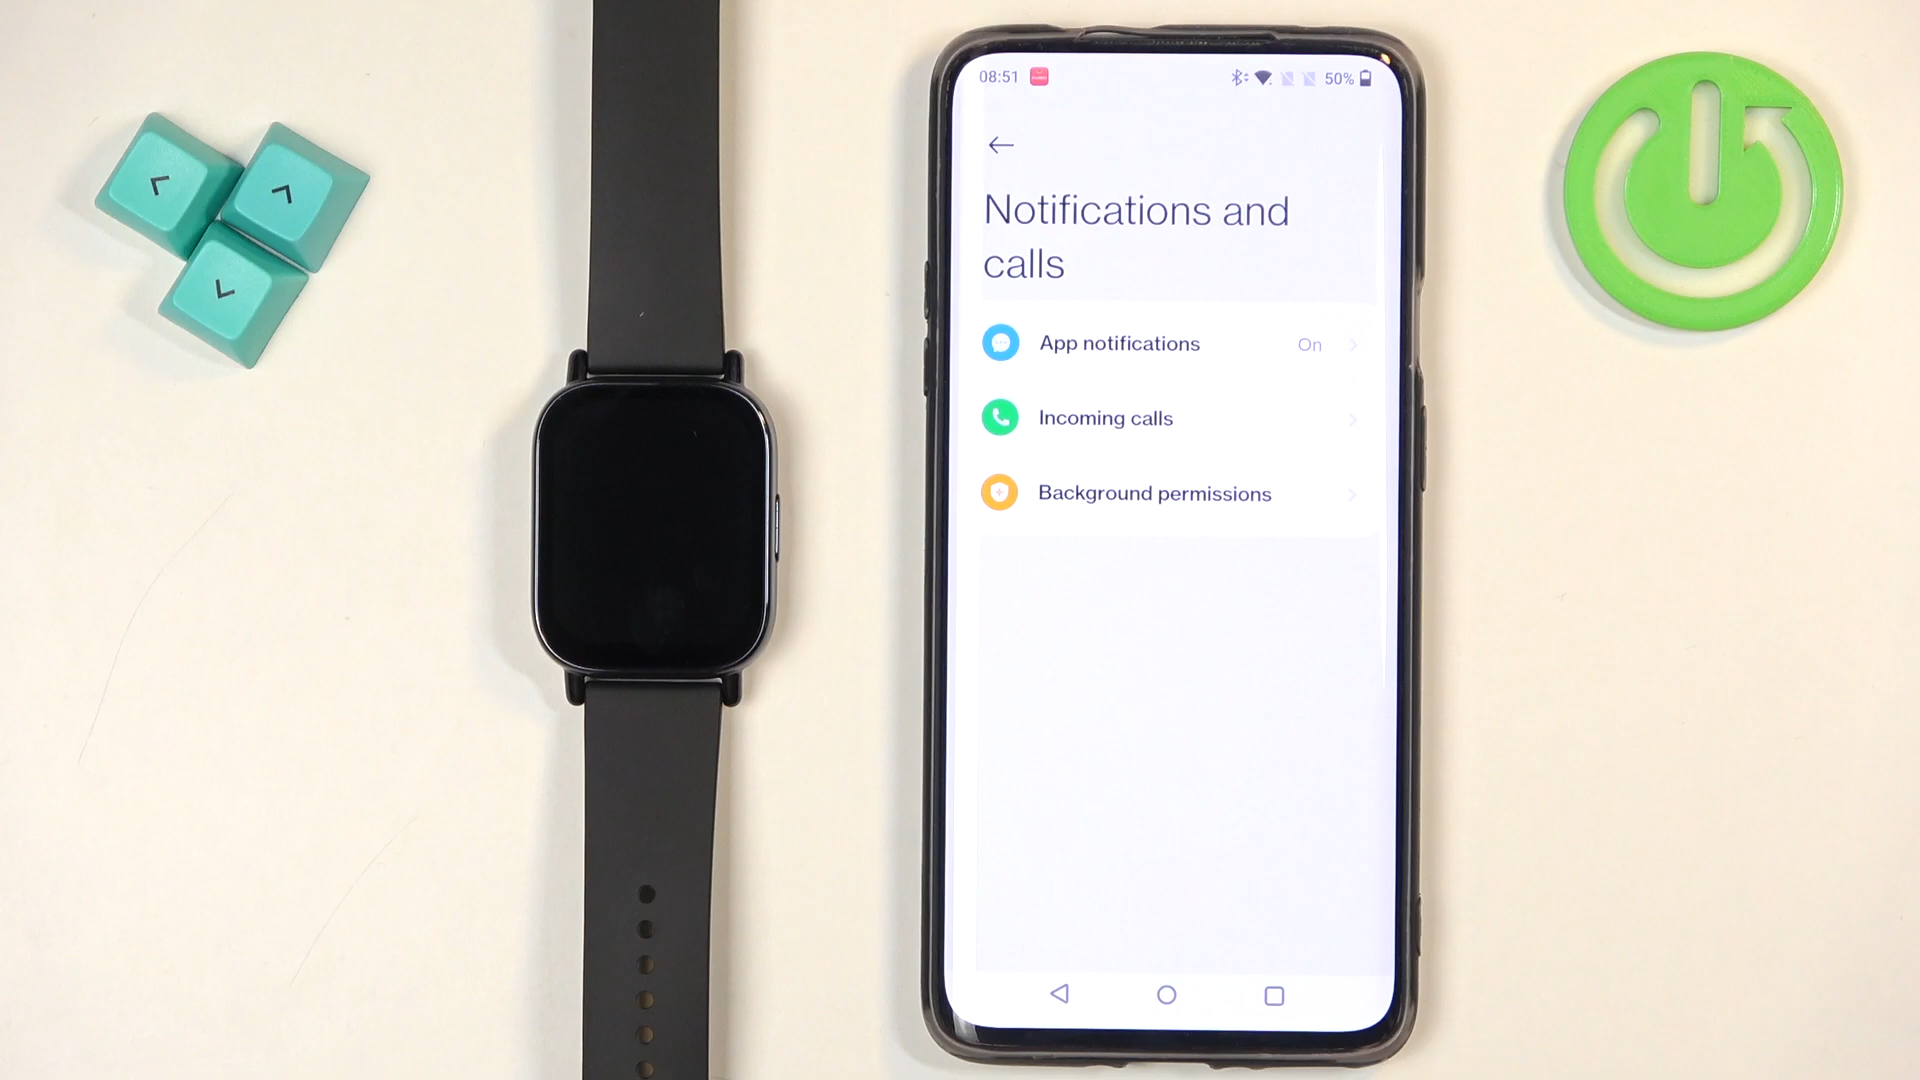 08:51
50%
Notifications and
calls
App notifications On
Incoming calls
Background permissions